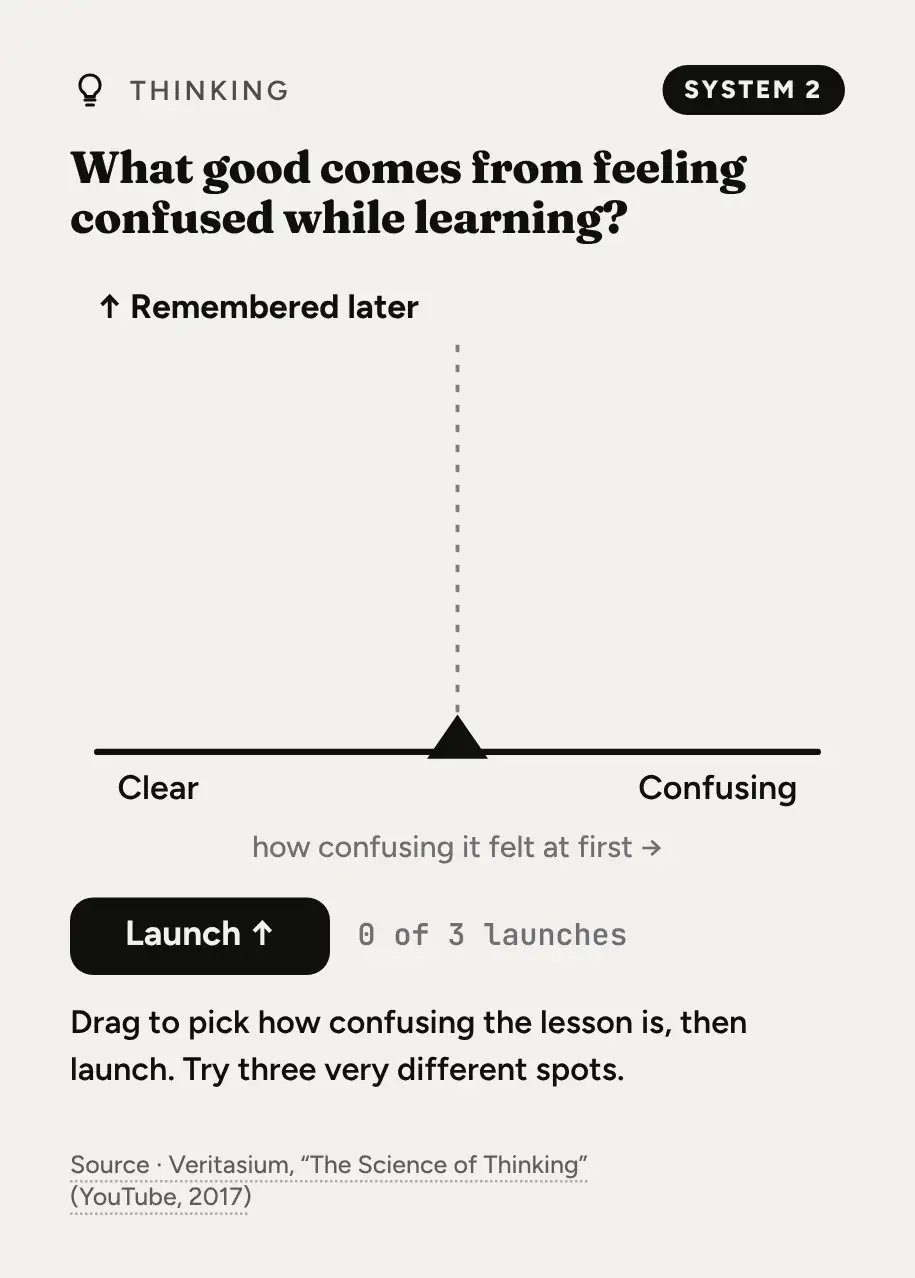 THINKING
SYSTEM 2
What good comes from feeling
confused while learning?
↑ Remembered later
Clear
Confusing
how confusing it felt at first →
Launch ↑
0 of 3 launches
Drag to pick how confusing the lesson is, then
launch. Try three very different spots.
Source · Veritasium, “The Science of Thinking”
(YouTube, 2017)